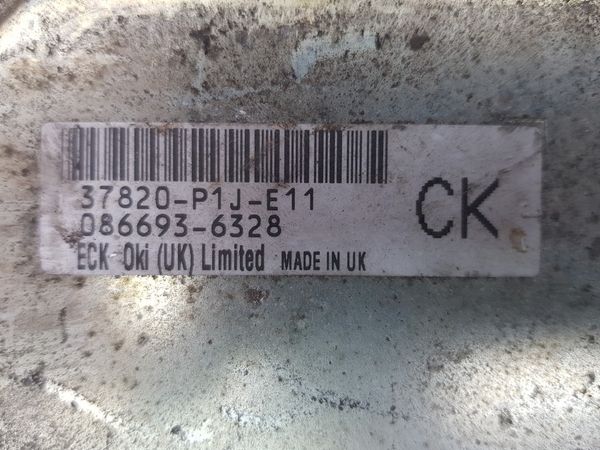 37820-P1J-E11
086693-6328
CK
ECK Oki (UK) Limited MADE IN UK